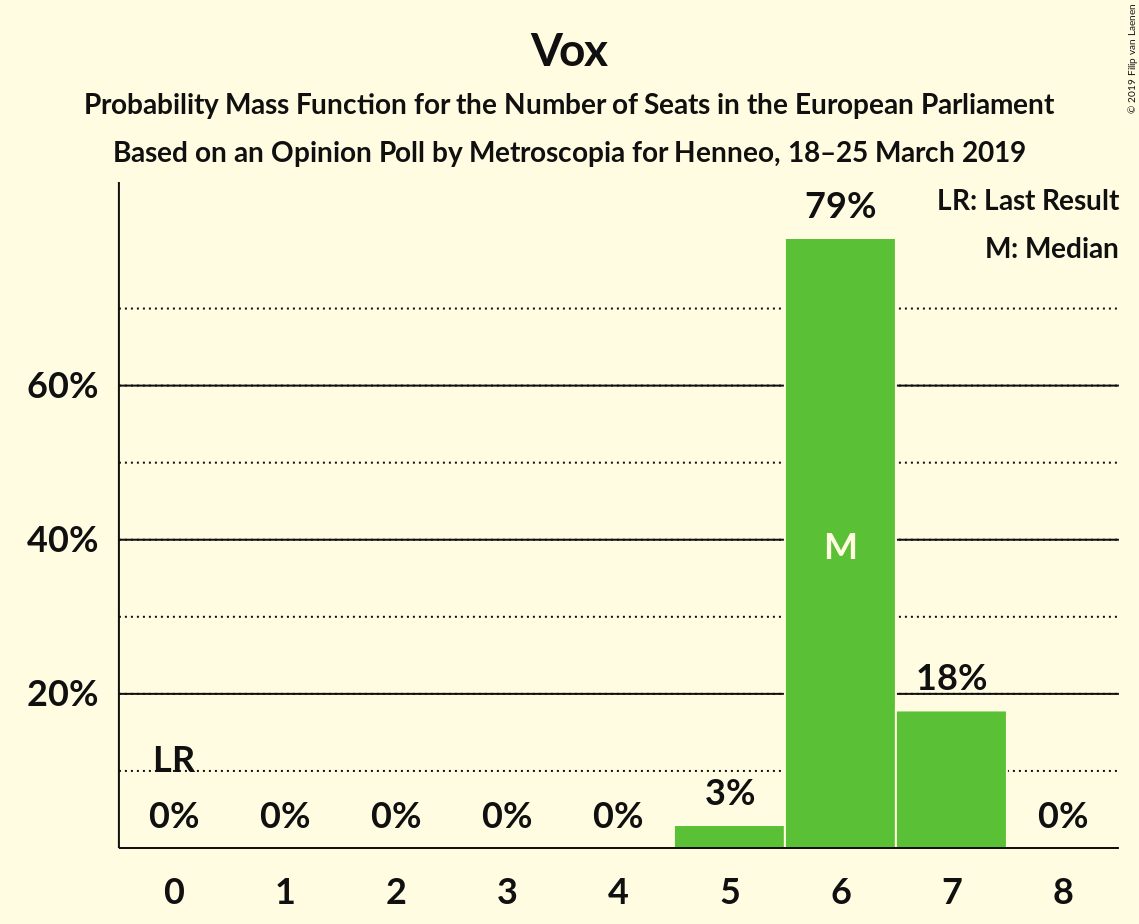 Vox
Probability Mass Function for the Number of Seats in the European Parliament
Based on an Opinion Poll by Metroscopia for Henneo, 18–25 March 2019
© 2019 Filip van Laenen
LR: Last Result
M: Median
79%
60%
40%
M
20%
18%
LR
3%
0%
0%
0%
0%
0%
0%
0
1
2
3
4
5
6
7
8